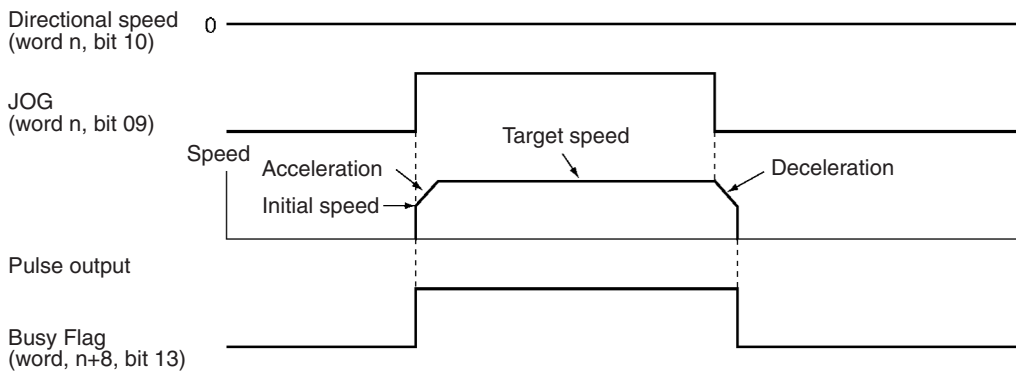 Directional speed
(word n, bit 10)
0
JOG
(word n, bit 09)
Speed
Target speed
Acceleration
Deceleration
Initial speed
Pulse output
Busy Flag
(word, n+8, bit 13)